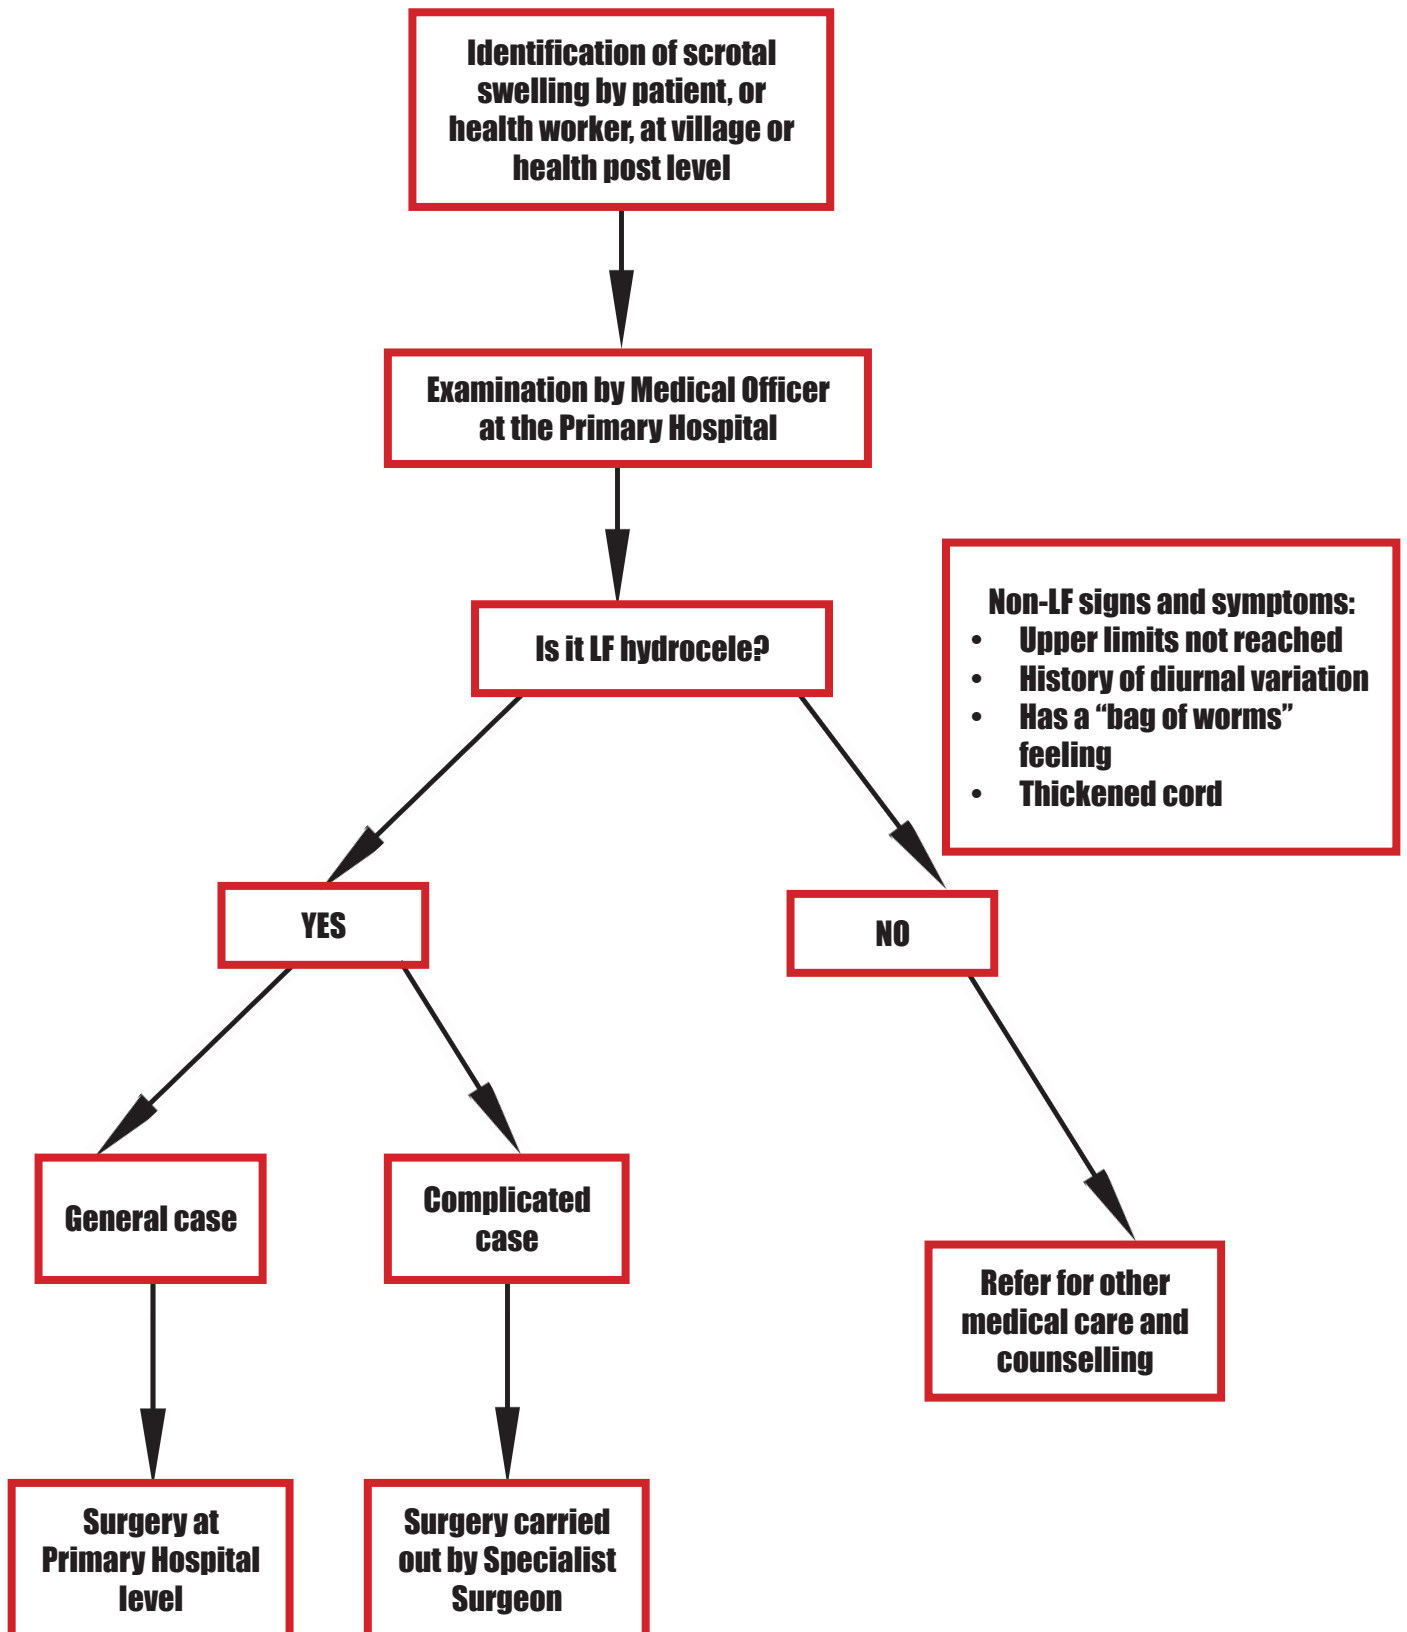 Identification of scrotal
swelling by patient, or
health worker, at village or
health post level
Examination by Medical Officer
at the Primary Hospital
Is it LF hydrocele?
Non-LF signs and symptoms:
• Upper limits not reached
• History of diurnal variation
• Has a “bag of worms”
feeling
• Thickened cord
YES
NO
General case
Complicated
case
Refer for other
medical care and
counselling
Surgery at
Primary Hospital
level
Surgery carried
out by Specialist
Surgeon